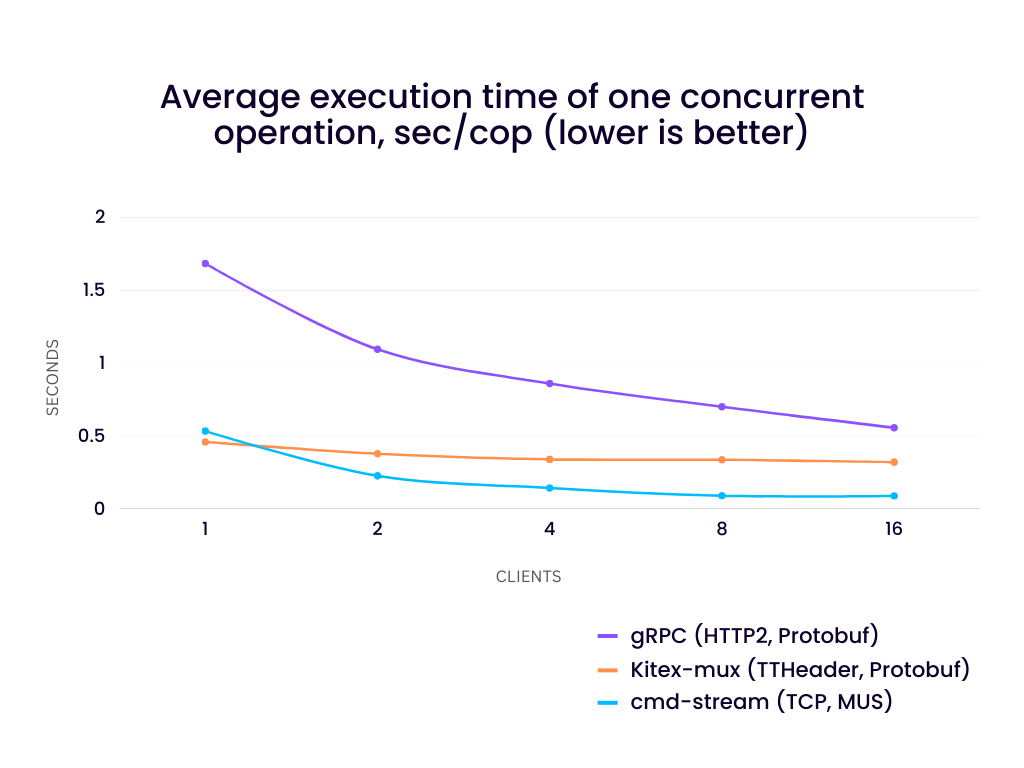 Average execution time of one concurrent
operation, sec/cop (lower is better)
2
1.5
1
0.5
0
SECONDS
1 2 4 8 16
CLIENTS
gRPC (HTTP2, Protobuf)
Kitex-mux (TTHeader, Protobuf)
cmd-stream (TCP, MUS)